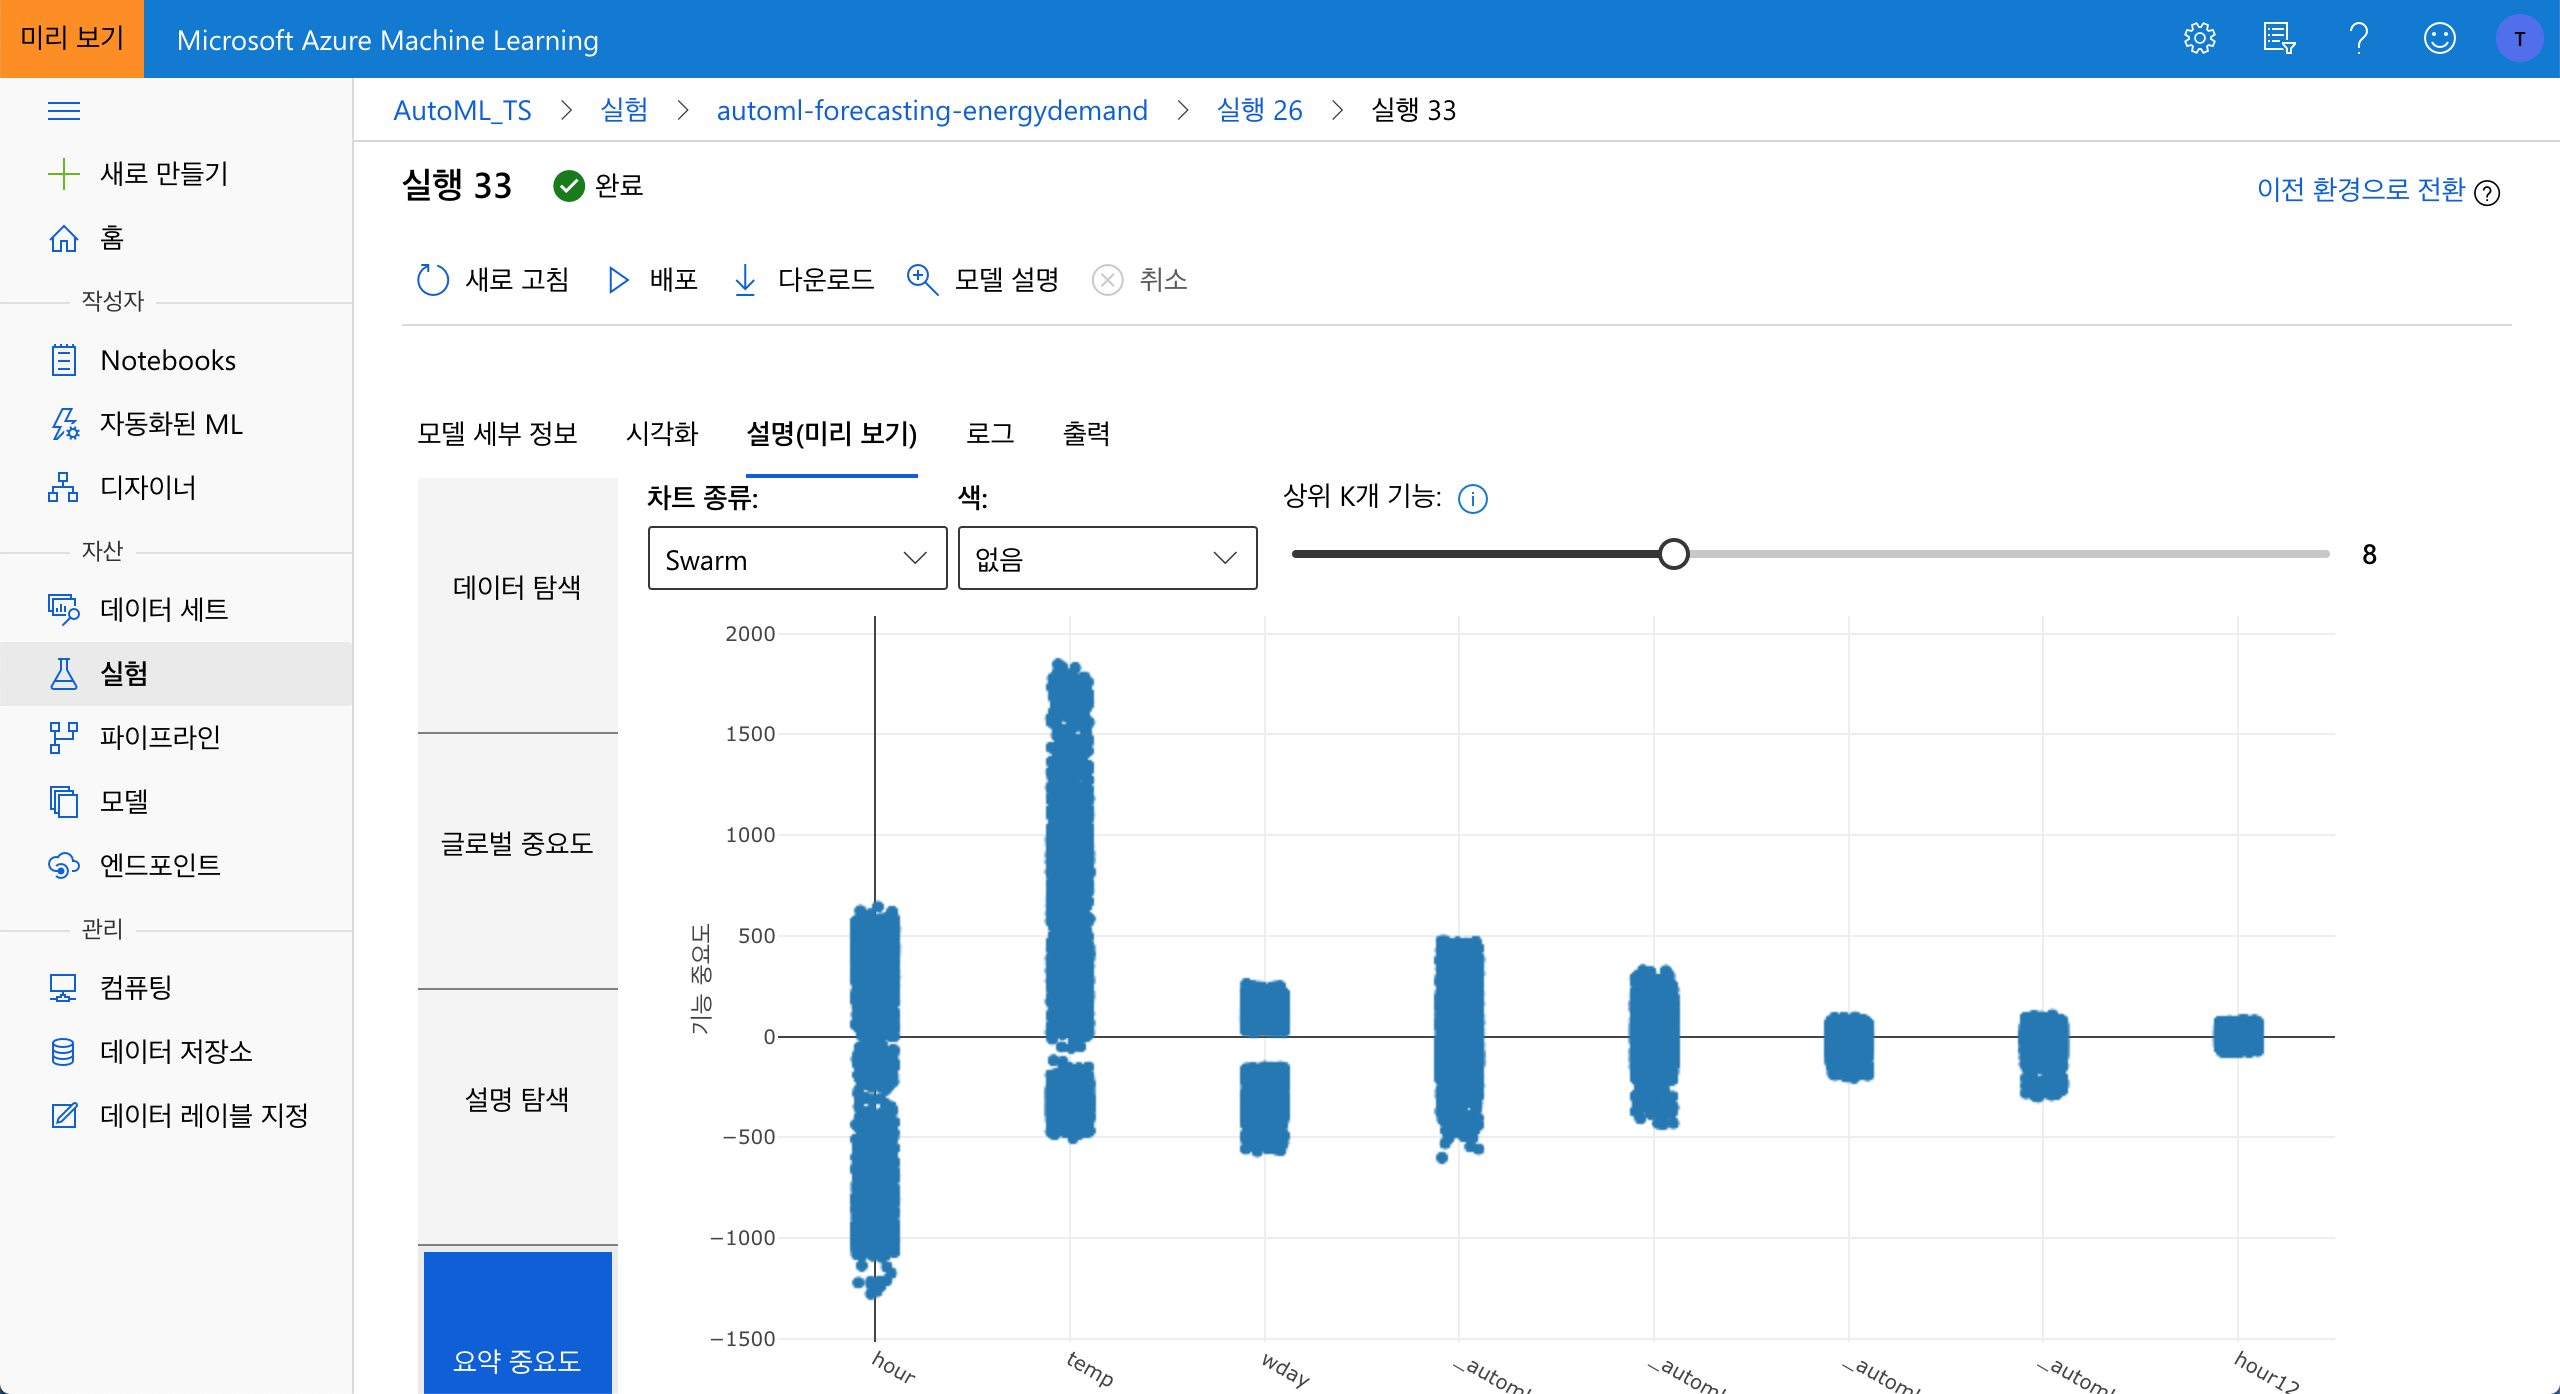 미리 보기
Microsoft Azure Machine Learning
T
AutoML_TS > 실험 > automl-forecasting-energydemand > 실행 26 > 실행 33
새로 만들기
홈
작성자
Notebooks
자동화된 ML
디자이너
자산
데이터 세트
실험
파이프라인
모델
엔드포인트
관리
컴퓨팅
데이터 저장소
데이터 레이블 지정
실행 33
완료
이전 환경으로 전환
새로 고침
배포
다운로드
모델 설명
취소
모델 세부 정보
시각화
설명(미리 보기)
로그
출력
데이터 탐색
글로벌 중요도
설명 탐색
요약 중요도
차트 종류:
Swarm
색:
없음
상위 K개 기능:
8
기능 중요도
2000
1500
1000
500
0
−500
−1000
−1500
hour
temp
wday
_automl
_automl
_automl
_automl
hour12